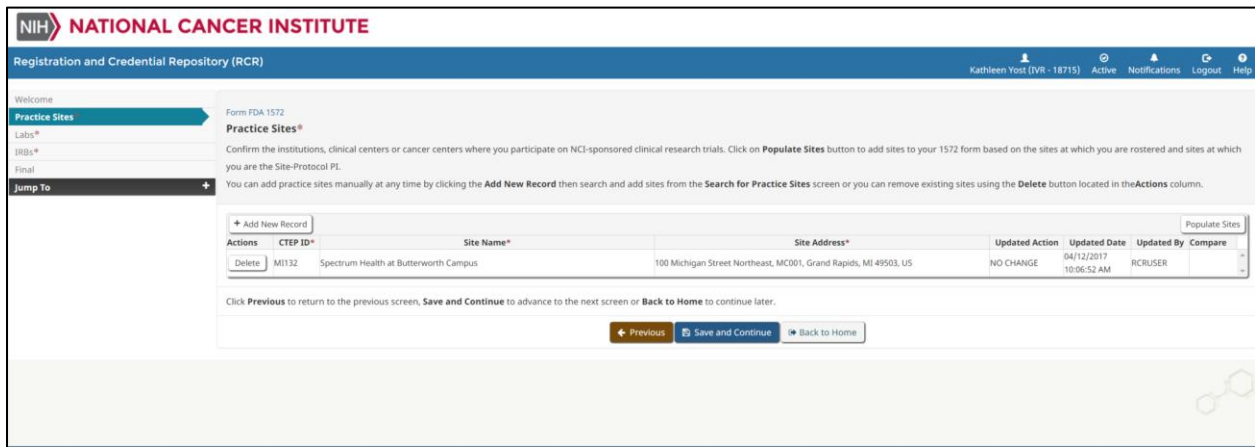 NIH NATIONAL CANCER INSTITUTE
Registration and Credential Repository (RCR)
Kathleen Yost (IVR - 18715) Active Notifications Logout Help
Welcome
Practice Sites*
Labs*
IRBs*
Final
Jump To +
Form FDA 1572
Practice Sites*
Confirm the institutions, clinical centers or cancer centers where you participate on NCI-sponsored clinical research trials. Click on Populate Sites button to add sites to your 1572 form based on the sites at which you are rostered and sites at which
you are the Site-Protocol PI.
You can add practice sites manually at any time by clicking the Add New Record then search and add sites from the Search for Practice Sites screen or you can remove existing sites using the Delete button located in theActions column.
+ Add New Record Populate Sites
Actions CTEP ID* Site Name* Site Address* Updated Action Updated Date Updated By Compare
Delete MI132 Spectrum Health at Butterworth Campus 100 Michigan Street Northeast, MC001, Grand Rapids, MI 49503, US NO CHANGE 04/12/2017 10:06:52 AM RCRUSER
Click Previous to return to the previous screen, Save and Continue to advance to the next screen or Back to Home to continue later.
Previous Save and Continue Back to Home